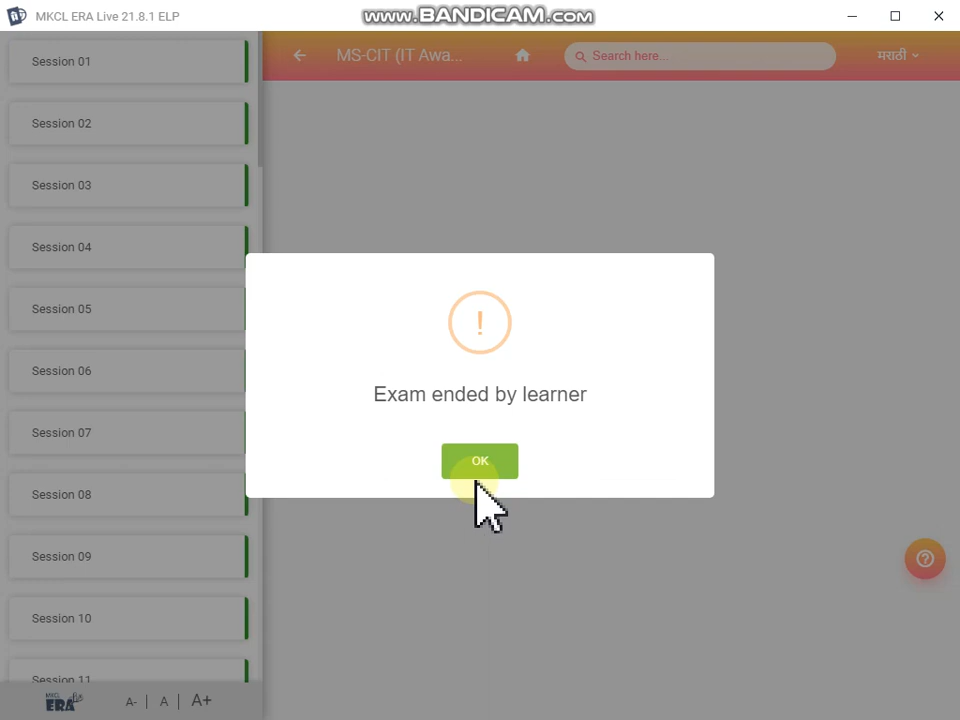 MKCL ERA Live 21.8.1 ELP
www.BANDICAM.com
Session 01
MS-CIT (IT Awa...
Search here...
मराठी
Session 02
Session 03
Session 04
Session 05
Session 06
Session 07
Session 08
Session 09
Session 10
Session 11
!
Exam ended by learner
OK
?
MKCL
ERA
A- | A | A+